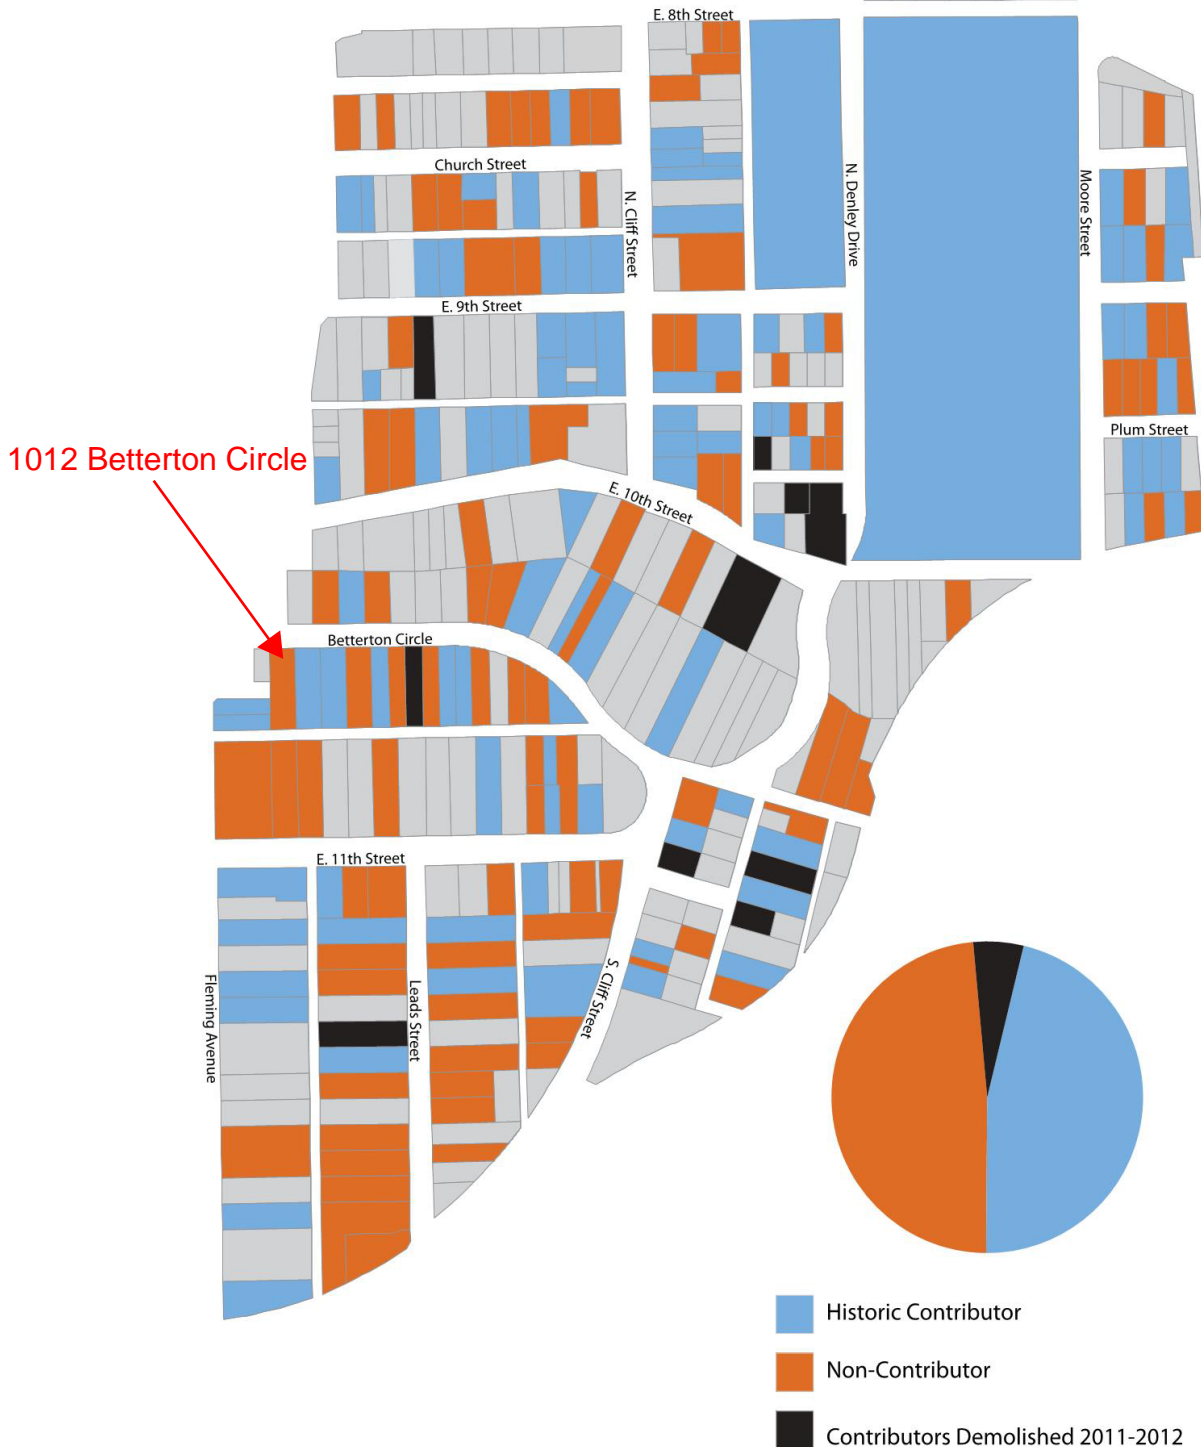 E. 8th Street
Church Street
N. Cliff Street
N. Denley Drive
Moore Street
E. 9th Street
Plum Street
1012 Betterton Circle
E. 10th Street
Betterton Circle
E. 11th Street
Fleming Avenue
Leads Street
S. Cliff Street
Historic Contributor
Non-Contributor
Contributors Demolished 2011-2012